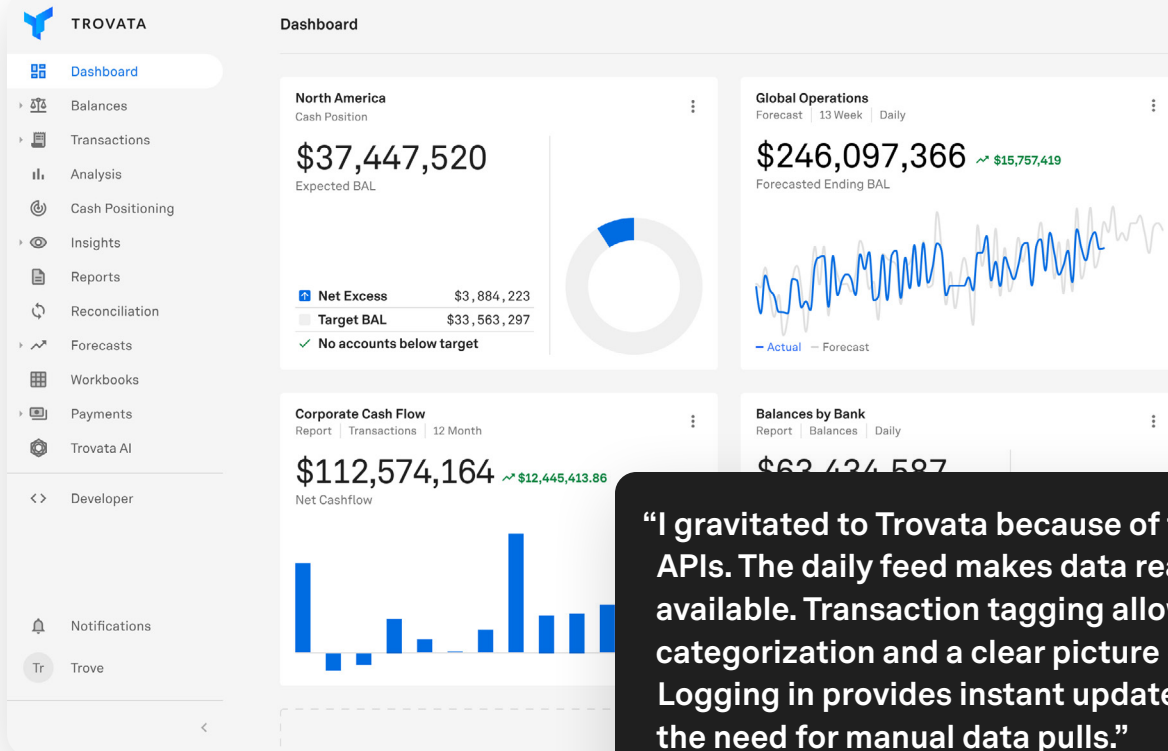 TROVATA
Dashboard
Balances
Transactions
Analysis
Cash Positioning
Insights
Reports
Reconciliation
Forecasts
Workbooks
Payments
Trovata AI
Developer
Notifications
Tr Trove
Dashboard
North America
Cash Position
$37,447,520
Expected BAL
Net Excess $3,884,223
Target BAL $33,563,297
No accounts below target
Global Operations
Forecast | 13 Week | Daily
$246,097,366 $15,757,419
Forecasted Ending BAL
Actual Forecast
Corporate Cash Flow
Report | Transactions | 12 Month
$112,574,164 $12,445,413.86
Net Cashflow
Balances by Bank
Report | Balances | Daily
$63,434,587
“I gravitated to Trovata because of
APIs. The daily feed makes data
available. Transaction tagging
categorization and a clear picture
Logging in provides instant
the need for manual data pulls.”